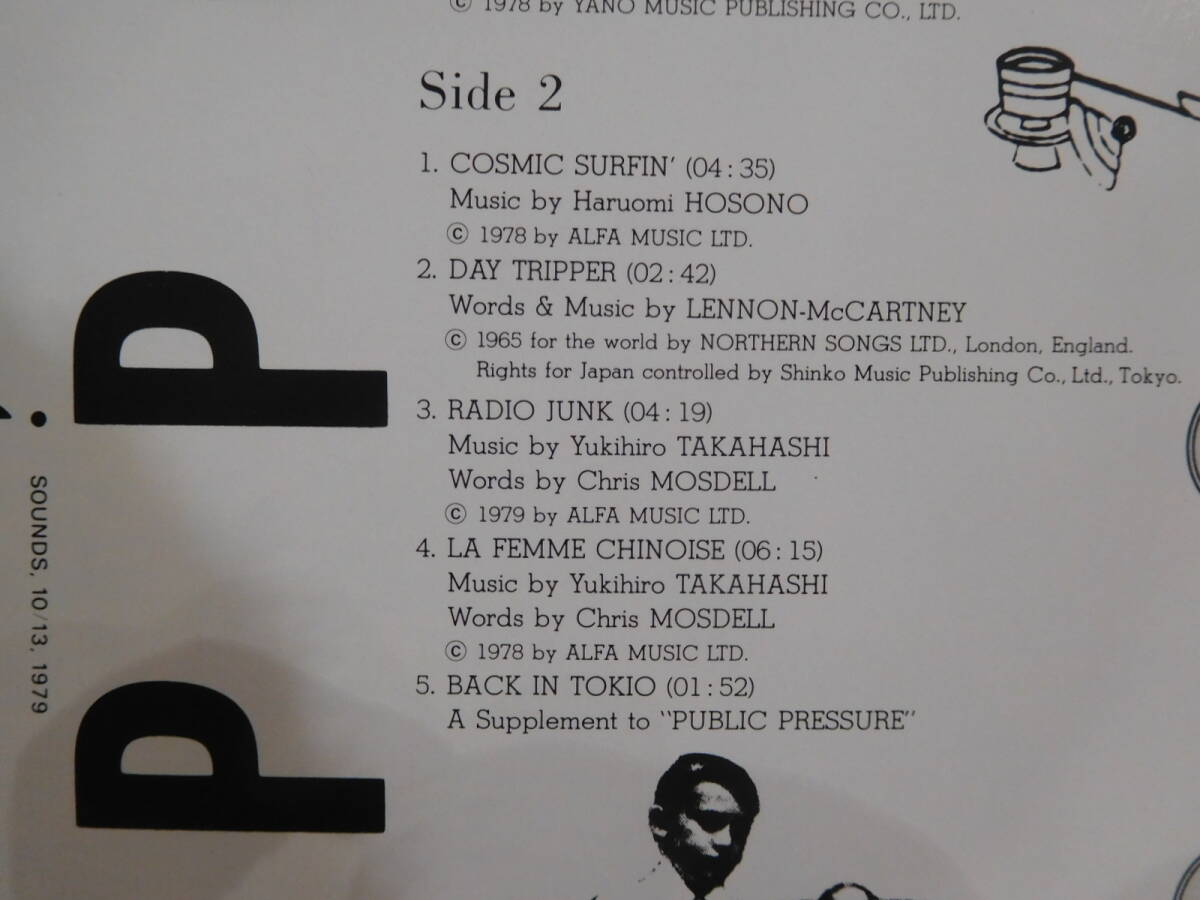 © 1978 by YANO MUSIC PUBLISHING CO., LTD.
Side 2
1. COSMIC SURFIN' (04:35)
Music by Haruomi HOSONO
© 1978 by ALFA MUSIC LTD.
2. DAY TRIPPER (02:42)
Words & Music by LENNON-McCARTNEY
© 1965 for the world by NORTHERN SONGS LTD., London, England.
Rights for Japan controlled by Shinko Music Publishing Co., Ltd., Tokyo.
3. RADIO JUNK (04:19)
Music by Yukihiro TAKAHASHI
Words by Chris MOSDELL
© 1979 by ALFA MUSIC LTD.
4. LA FEMME CHINOISE (06:15)
Music by Yukihiro TAKAHASHI
Words by Chris MOSDELL
© 1978 by ALFA MUSIC LTD.
5. BACK IN TOKIO (01:52)
A Supplement to "PUBLIC PRESSURE"
P P
SOUNDS, 10/13, 1979